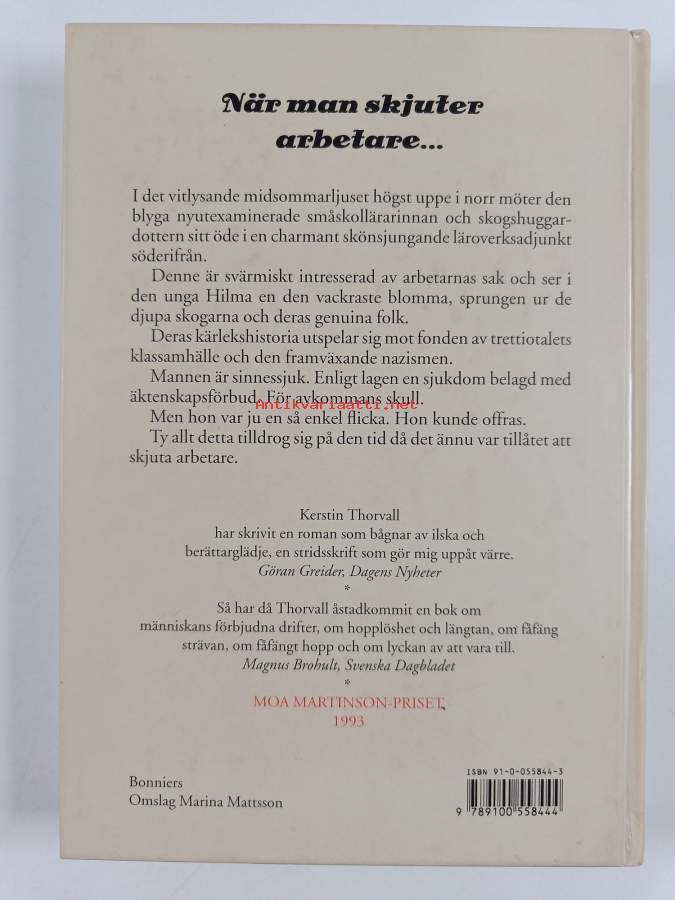 När man skjuter
arbetare...
I det vitlysande midsommarljuset högst uppe i norr möter den
blyga nyutexaminerade småskollärarinnan och skogshuggar-
dottern sitt öde i en charmant skönsjungande läroverksadjunkt
söderifrån.
Denne är svärmiskt intresserad av arbetarnas sak och ser i
den unga Hilma en den vackraste blomma, sprungen ur de
djupa skogarna och deras genuina folk.
Deras kärlekshistoria utspelar sig mot fonden av trettiotalets
klassamhälle och den framväxande nazismen.
Mannen är sinnessjuk. Enligt lagen en sjukdom belagd med
äktenskapsförbud. För avkommans skull.
Antikvariaatti.net
Men hon var ju en så enkel flicka. Hon kunde offras.
Ty allt detta tilldrog sig på den tid då det ännu var tillåtet att
skjuta arbetare.
Kerstin Thorvall
har skrivit en roman som bågnar av ilska och
berättarglädje, en stridsskrift som gör mig uppåt värre.
Göran Greider, Dagens Nyheter
*
Så har då Thorvall åstadkommit en bok om
människans förbjudna drifter, om hopplöshet och längtan, om fåfäng
strävan, om fåfängt hopp och om lyckan av att vara till.
Magnus Brohult, Svenska Dagbladet
*
MOA MARTINSON-PRISET
1993
ISBN 91-0-055844-3
Bonniers
Omslag Marina Mattsson
9 789100 558444